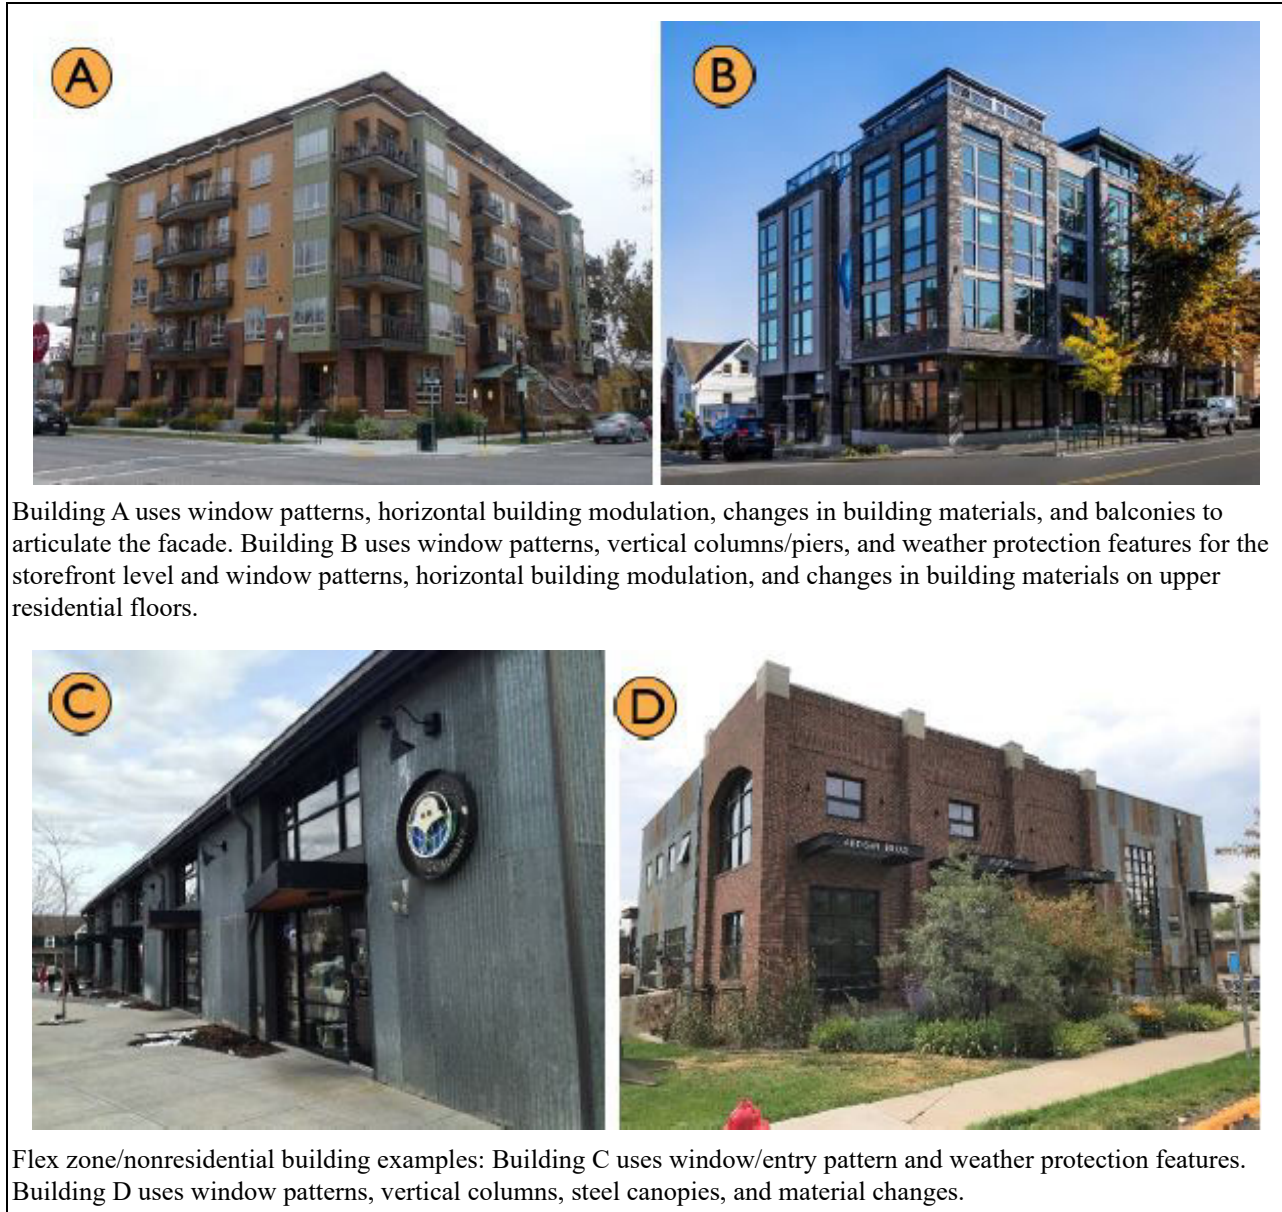 A
B
Building A uses window patterns, horizontal building modulation, changes in building materials, and balconies to
articulate the facade. Building B uses window patterns, vertical columns/piers, and weather protection features for the
storefront level and window patterns, horizontal building modulation, and changes in building materials on upper
residential floors.
C
D
Flex zone/nonresidential building examples: Building C uses window/entry pattern and weather protection features.
Building D uses window patterns, vertical columns, steel canopies, and material changes.